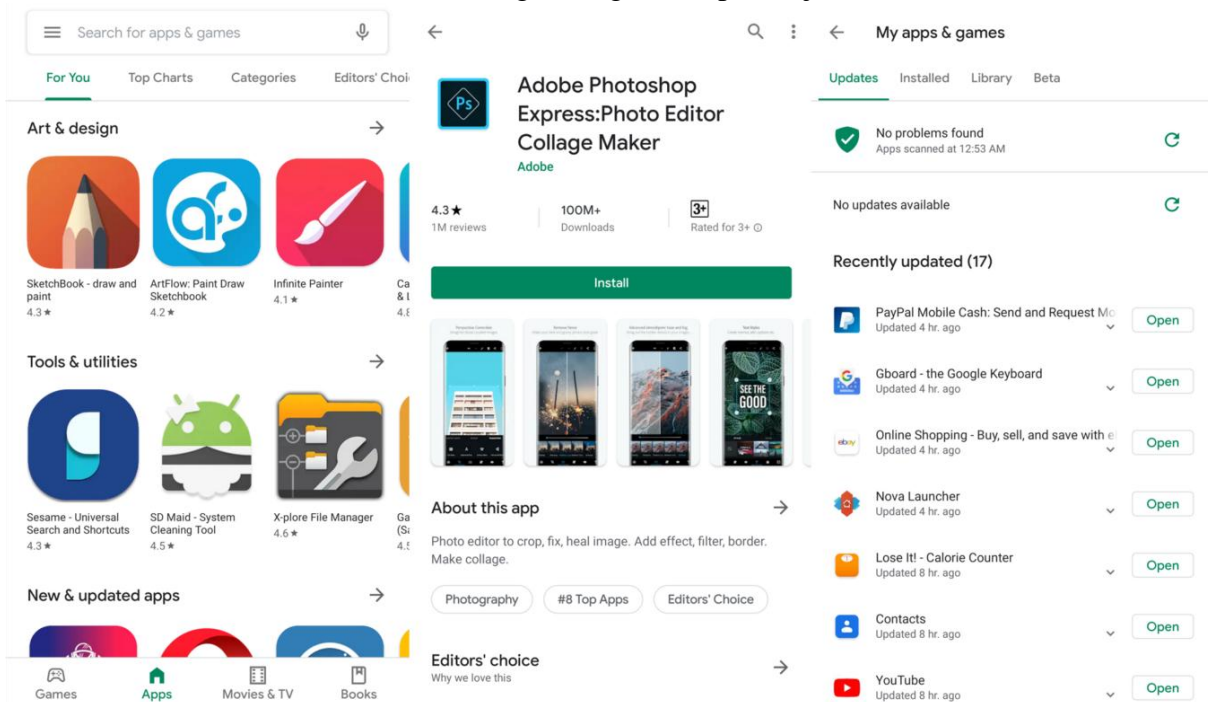 Search for apps & games
For You Top Charts Categories Editors' Choi
Art & design
SketchBook - draw and
paint
4.3★
ArtFlow: Paint Draw
Sketchbook
4.2★
Infinite Painter
4.1★
Ca
& L
4.8
Tools & utilities
Sesame - Universal
Search and Shortcuts
4.3★
SD Maid - System
Cleaning Tool
4.5★
X-plore File Manager
4.6★
Ga
(Sa
4.5
New & updated apps
Games Apps Movies & TV Books
Ps
Adobe Photoshop
Express:Photo Editor
Collage Maker
Adobe
4.3★
1M reviews
100M+
Downloads
3+
Rated for 3+
Install
SEE THE
GOOD
About this app
Photo editor to crop, fix, heal image. Add effect, filter, border.
Make collage.
Photography #8 Top Apps Editors' Choice
Editors' choice
Why we love this
My apps & games
Updates Installed Library Beta
No problems found
Apps scanned at 12:53 AM
No updates available
Recently updated (17)
PayPal Mobile Cash: Send and Request Mo
Updated 4 hr. ago
Open
G
Gboard - the Google Keyboard
Updated 4 hr. ago
Open
ebay
Online Shopping - Buy, sell, and save with e
Updated 4 hr. ago
Open
Nova Launcher
Updated 4 hr. ago
Open
Lose It! - Calorie Counter
Updated 8 hr. ago
Open
Contacts
Updated 8 hr. ago
Open
YouTube
Updated 8 hr. ago
Open